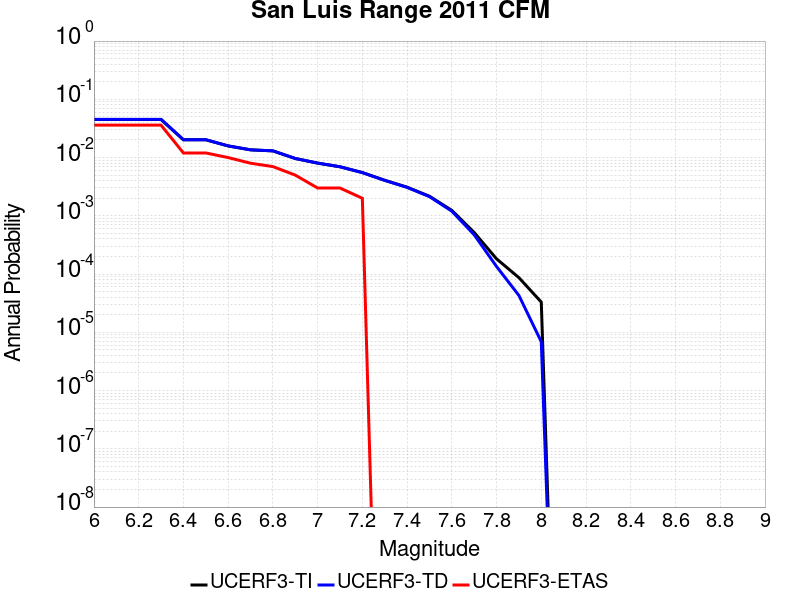 San Luis Range 2011 CFM
10^0
10^-1
10^-2
10^-3
10^-4
10^-5
10^-6
10^-7
10^-8
Annual Probability
6 6.2 6.4 6.6 6.8 7 7.2 7.4 7.6 7.8 8 8.2 8.4 8.6 8.8 9
Magnitude
UCERF3-TI UCERF3-TD UCERF3-ETAS